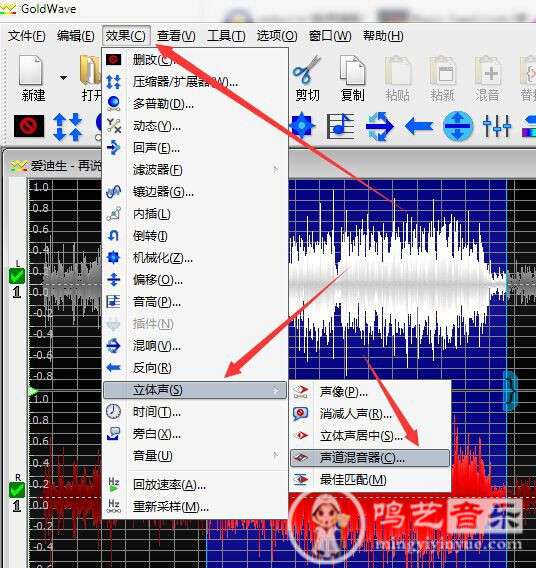 GoldWave
文件(F) 编辑(E) 效果(C) 查看(V) 工具(T) 选项(O) 窗口(W) 帮助(H)
新建 打开 剪切 复制 粘贴 粘新 混音
爱迪生 - 再说
删改(C)...
压缩器/扩展器(W)...
多普勒(D)...
动态(Y)...
回声(E)...
滤波器(F)
镶边器(G)...
内插(L)
倒转(I)
机械化(Z)...
偏移(O)...
音高(P)...
插件(N)
混响(V)...
反向(R)
立体声(S)
时间(T)...
旁白(X)...
音量(U)
回放速率(A)...
重新采样(M)...
声像(P)...
消减人声(R)...
立体声居中(S)...
声道混音器(C)...
最佳匹配(M)
L
1
1.0
0.8
0.6
0.4
0.2
0.0
-0.2
-0.4
-0.6
-0.8
R
1
1.0
0.8
0.6
0.4
0.2
0.0
-0.2
-0.4
Hz
Hz
鸣艺音乐
mingyiyinyue.com